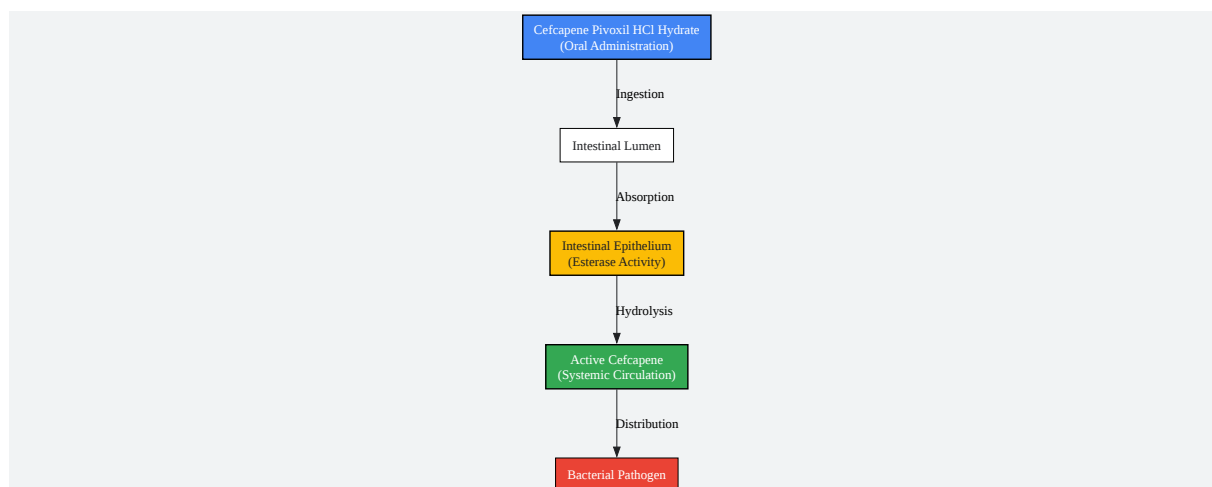 Cefcapene Pivoxil HCl Hydrate
(Oral Administration)
Ingestion
Intestinal Lumen
Absorption
Intestinal Epithelium
(Esterase Activity)
Hydrolysis
Active Cefcapene
(Systemic Circulation)
Distribution
Bacterial Pathogen